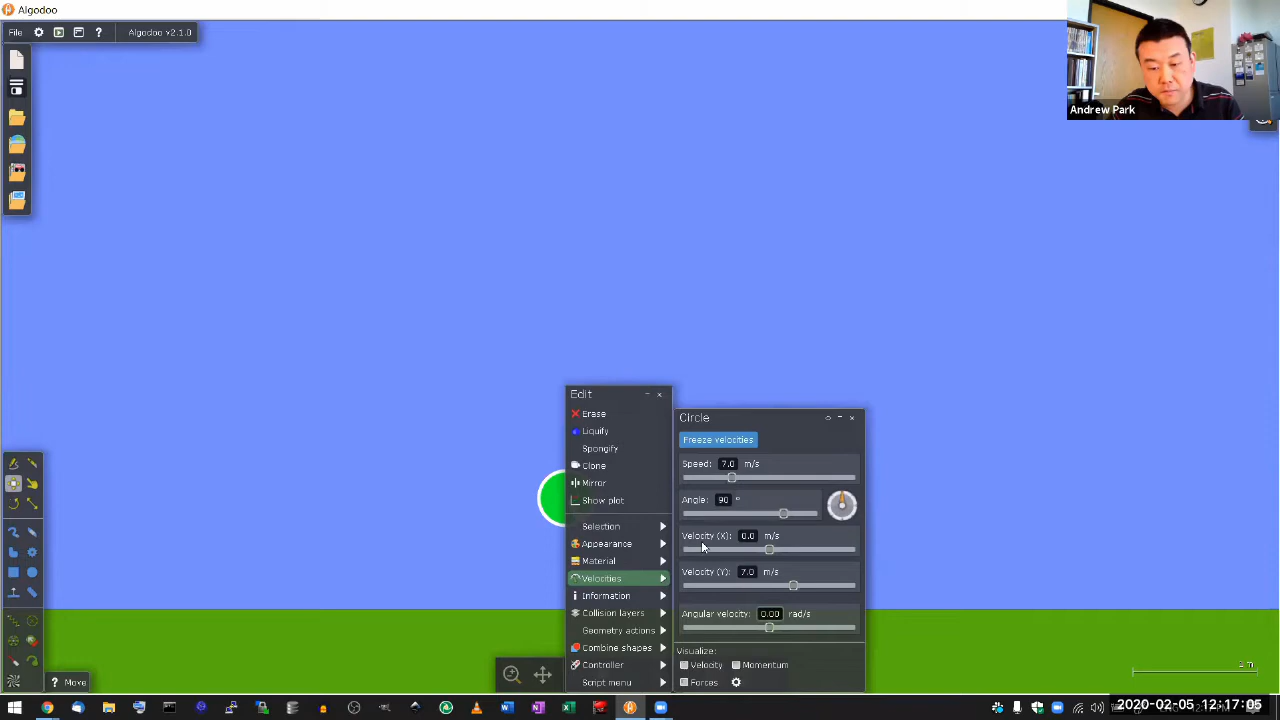 Algodoo
File
?
Algodoo v2.1.0
Andrew Park
Edit
Erase
Liquify
Spongify
Clone
Mirror
Show plot
Selection
Appearance
Material
Velocities
Information
Collision layers
Geometry actions
Combine shapes
Controller
Script menu
Circle
Freeze velocities
Speed: 7.0 m/s
Angle: 90 °
Velocity (X): 0.0 m/s
Velocity (Y): 7.0 m/s
Angular velocity: 0.00 rad/s
Visualize:
Velocity Momentum
Forces
? Move
1 m
2020-02-05 12:17:05